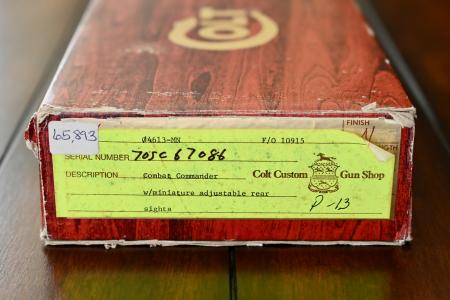 COLT
FINISH
65,893
Ø4613-MN F/O 10915
N
SERIAL NUMBER 70SC67086
DESCRIPTION Combat Commander Colt Custom Gun Shop
w/miniature adjustable rear
sights
P-13